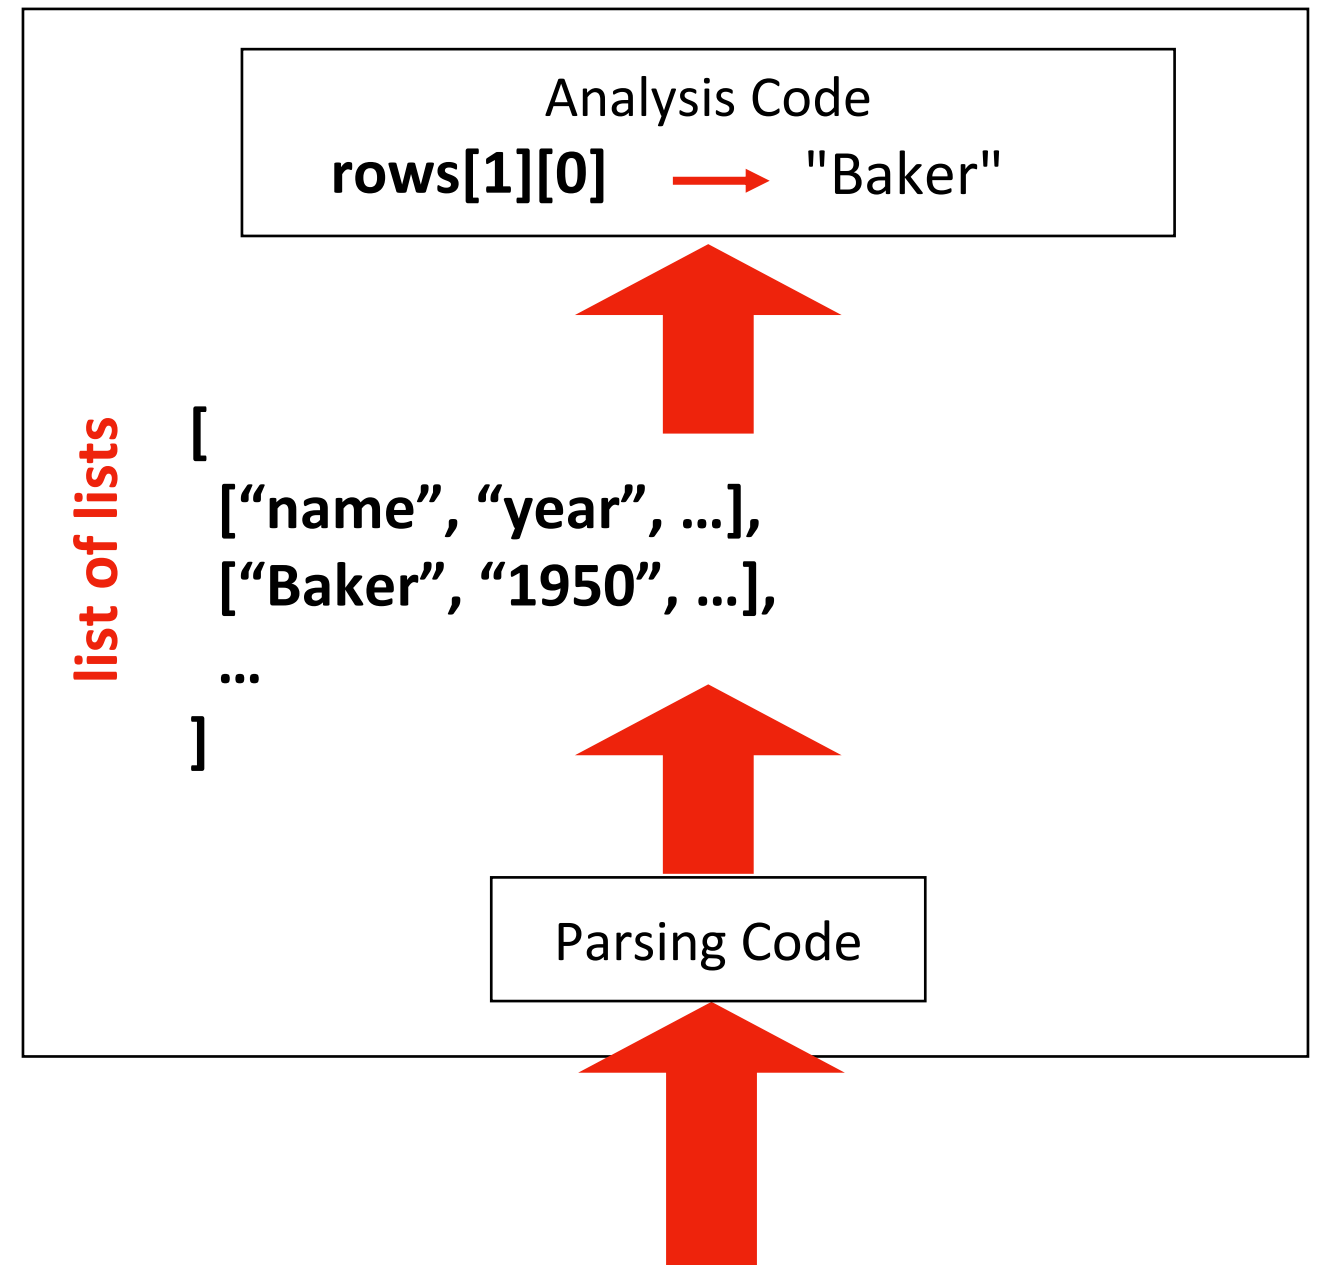 Analysis Code
rows[1][0] "Baker"
list of lists
[
[“name”, “year”, …],
[“Baker”, “1950”, …],
…
]
Parsing Code